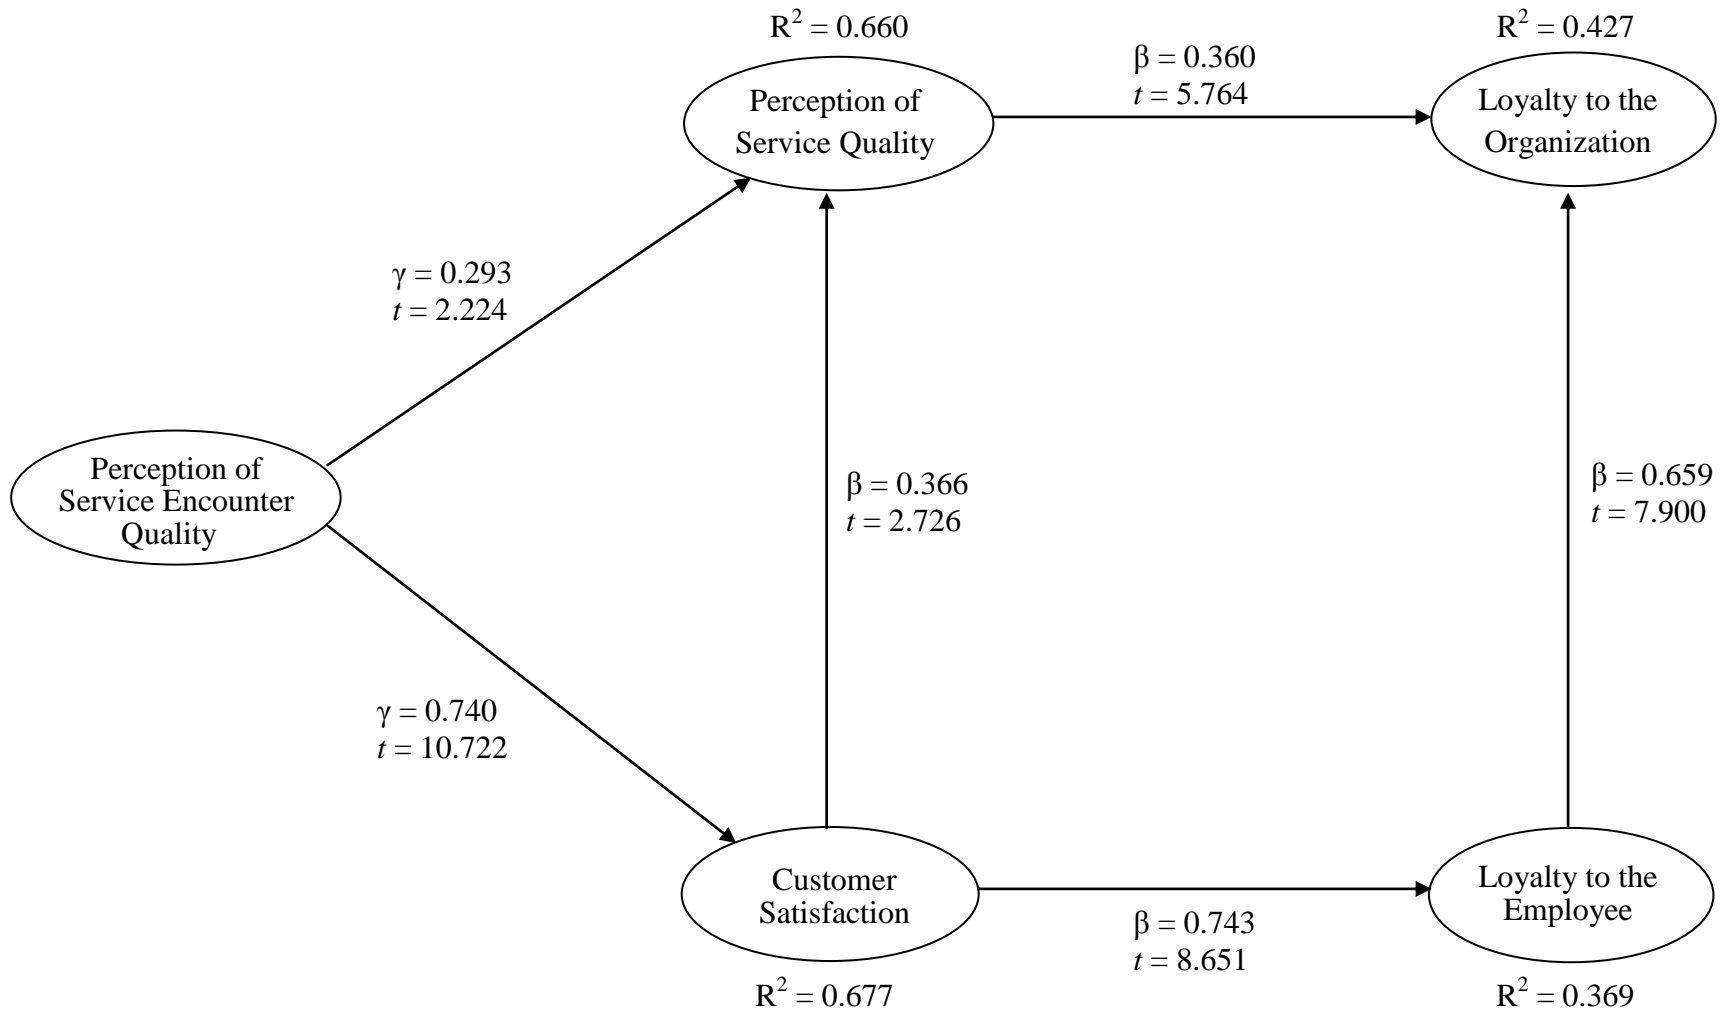 R² = 0.660
R² = 0.427
β = 0.360
t = 5.764
Perception of
Service Quality
Loyalty to the
Organization
γ = 0.293
t = 2.224
Perception of
Service Encounter
Quality
β = 0.366
t = 2.726
β = 0.659
t = 7.900
γ = 0.740
t = 10.722
Customer
Satisfaction
Loyalty to the
Employee
β = 0.743
t = 8.651
R² = 0.677
R² = 0.369